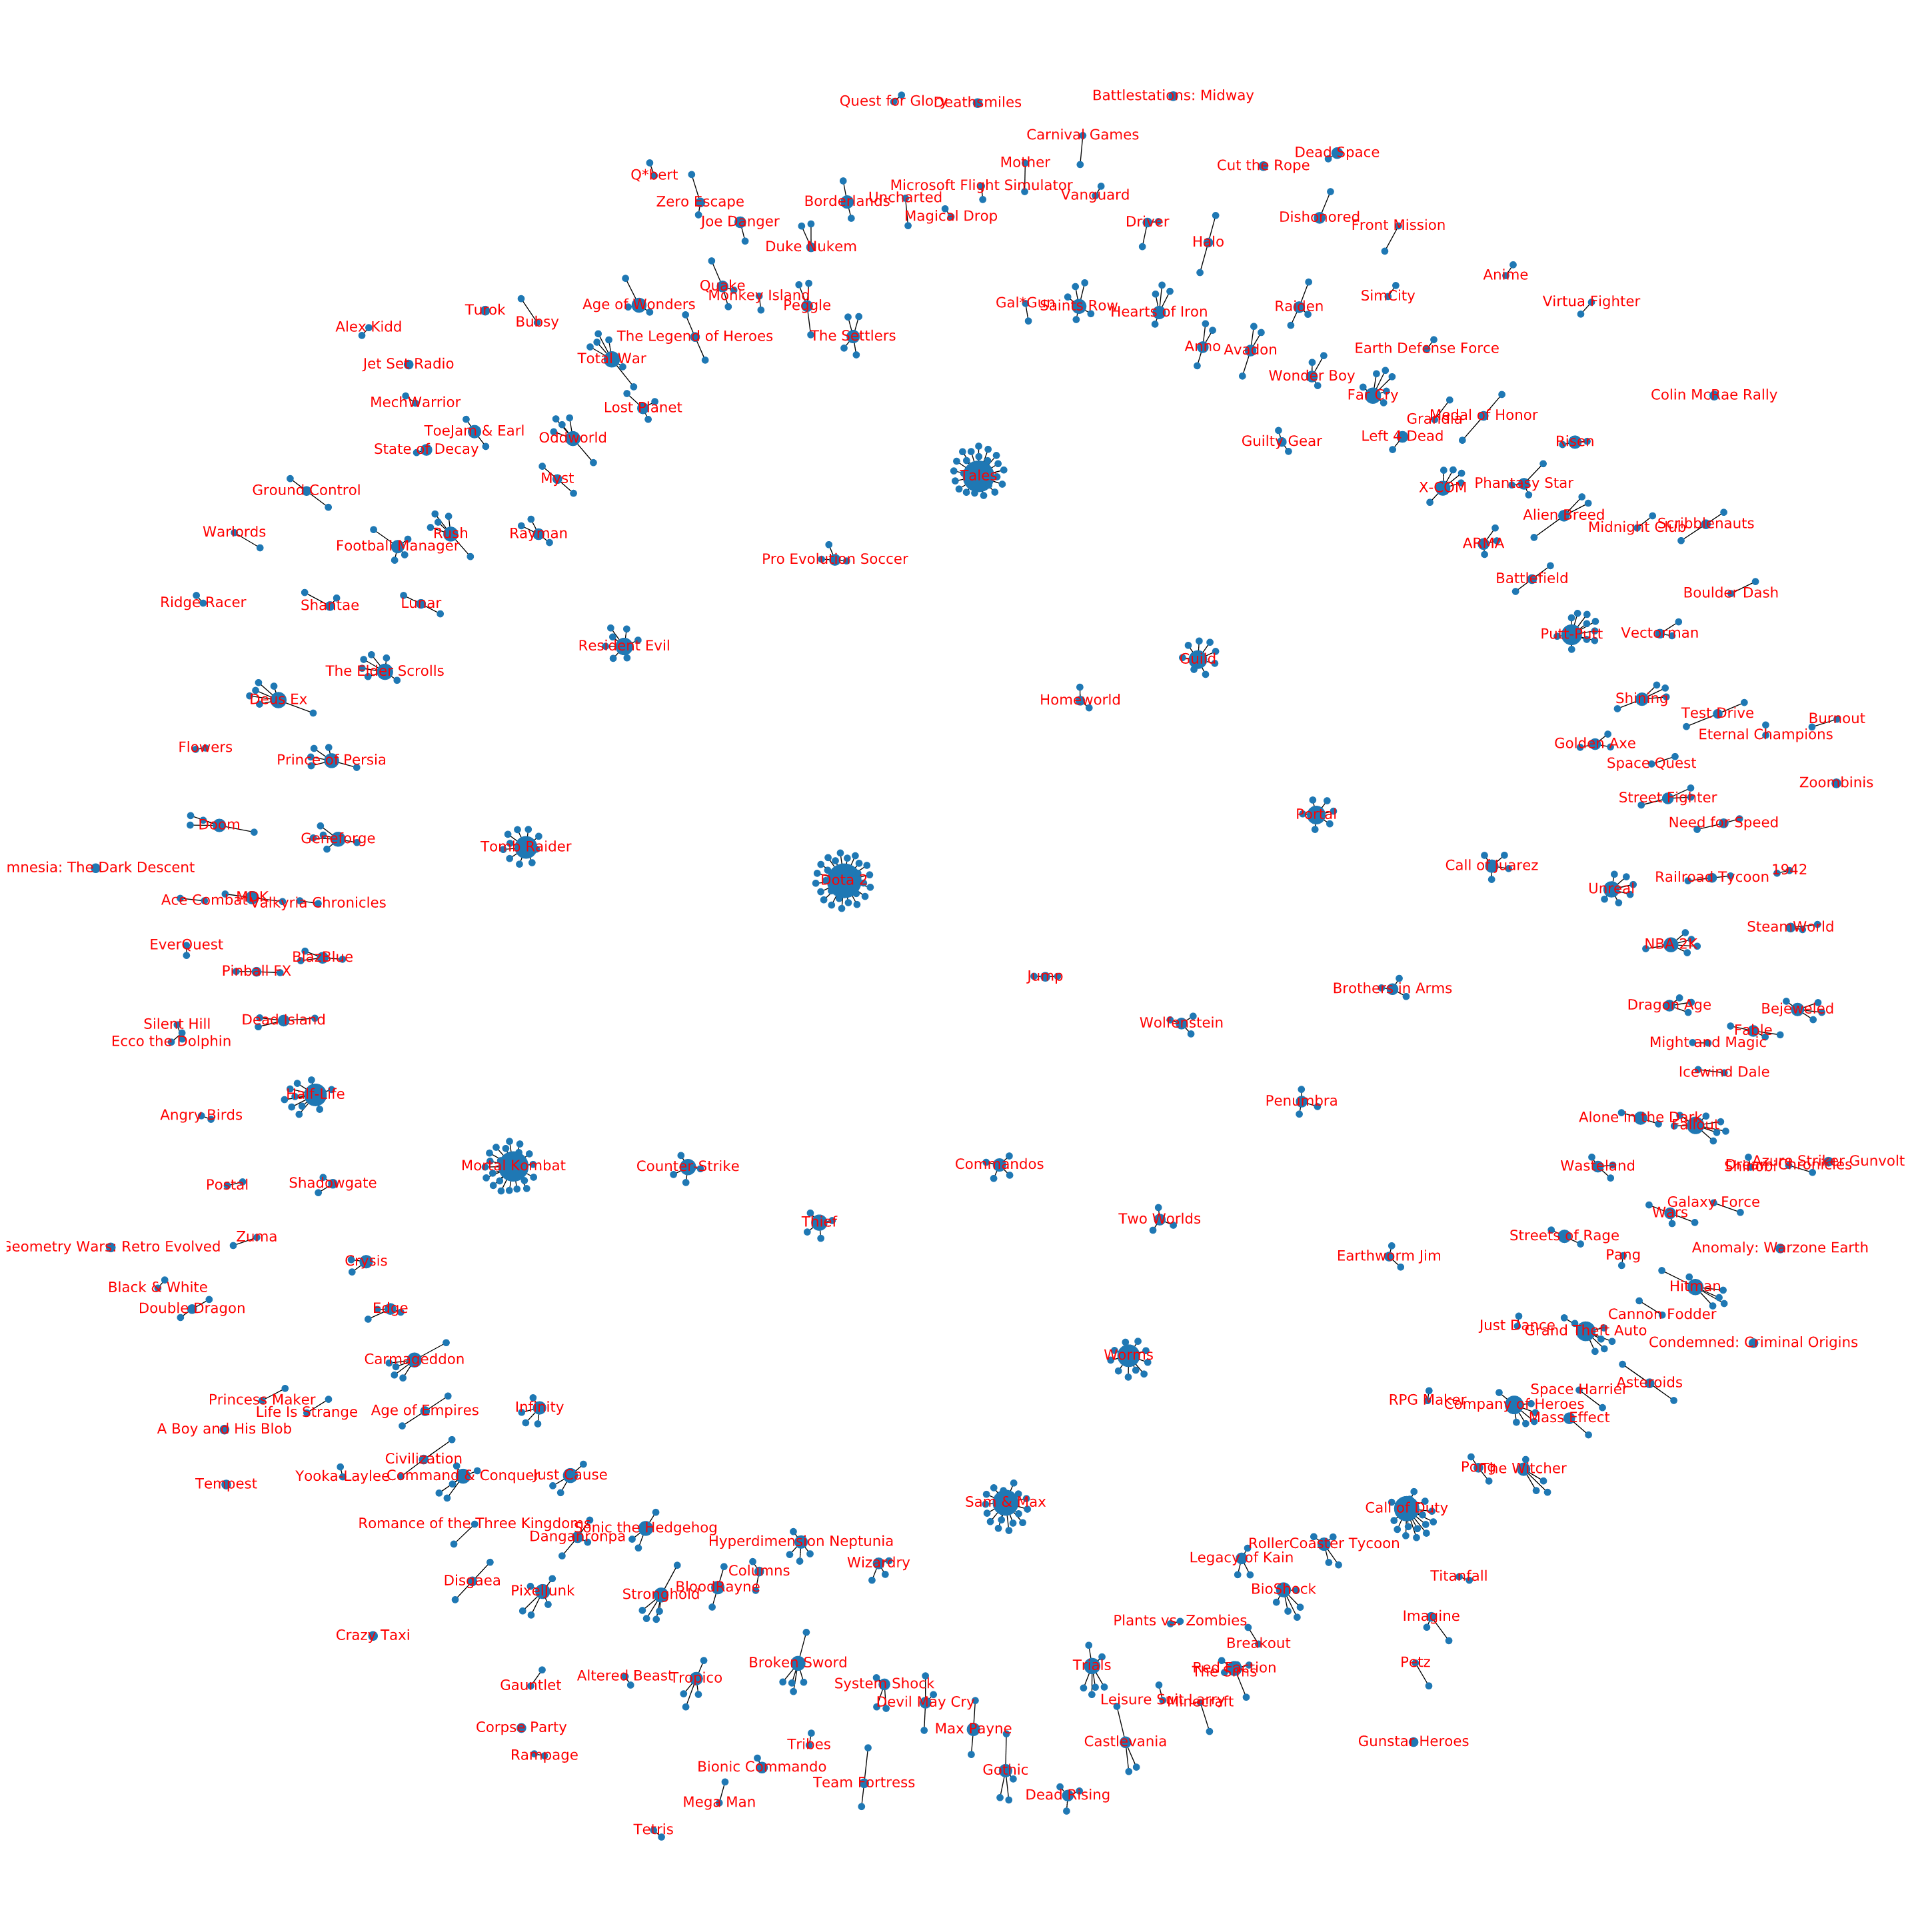 Quest for Glory
Deathsmiles
Battlestations: Midway
Carnival Games
Dead Space
Mother
Cut the Rope
Q*bert
Microsoft Flight Simulator
Vanguard
Zero Escape
Borderlands
Uncharted
Magical Drop
Joe Danger
Driver
Dishonored
Front Mission
Duke Nukem
Halo
Anime
Quake
Monkey Island
SimCity
Virtua Fighter
Age of Wonders
Peggle
Gal*Gun
Saints Row
Hearts of Iron
Raiden
Turok
Bubsy
Alex Kidd
The Legend of Heroes
The Settlers
Anno
Avadon
Earth Defense Force
Total War
Jet Set Radio
Wonder Boy
Far Cry
Colin McRae Rally
MechWarrior
Lost Planet
Grandia
Medal of Honor
ToeJam & Earl
Oddworld
Guilty Gear
Left 4 Dead
Risen
State of Decay
Tales
Myst
X-COM
Phantasy Star
Ground Control
Alien Breed
Midnight Club
Scribblenauts
Warlords
Football Manager
Rush
Rayman
ARMA
Pro Evolution Soccer
Battlefield
Boulder Dash
Ridge Racer
Shantae
Lunar
Putt-Putt
Vectorman
Resident Evil
Guild
The Elder Scrolls
Deus Ex
Homeworld
Shining
Test Drive
Burnout
Eternal Champions
Flowers
Golden Axe
Prince of Persia
Space Quest
Zoombinis
Street Fighter
Doom
Geneforge
Portal
Need for Speed
Tomb Raider
mnesia: The Dark Descent
Call of Juarez
1942
Dota 2
Railroad Tycoon
Unreal
Ace Combat
MDK
Valkyria Chronicles
SteamWorld
EverQuest
NBA 2K
BlazBlue
Pinball FX
Jump
Brothers in Arms
Dragon Age
Bejeweled
Silent Hill
Dead Island
Wolfenstein
Fable
Ecco the Dolphin
Might and Magic
Icewind Dale
Half-Life
Penumbra
Angry Birds
Alone in the Dark
Fallout
Mortal Kombat
Counter-Strike
Commandos
Wasteland
Shinobi
Azure Striker Gunvolt
Postal
Shadowgate
Galaxy Force
Wars
Thief
Two Worlds
Geometry Wars: Retro Evolved
Zuma
Streets of Rage
Pang
Anomaly: Warzone Earth
Crysis
Earthworm Jim
Black & White
Hitman
Double Dragon
Edge
Cannon Fodder
Just Dance
Grand Theft Auto
Condemned: Criminal Origins
Carmageddon
Worms
Asteroids
Princess Maker
Life Is Strange
Age of Empires
Infinity
RPG Maker
Space Harrier
Company of Heroes
Mass Effect
A Boy and His Blob
Civilization
Yooka-Laylee
Command & Conquer
Just Cause
Pong
The Witcher
Tempest
Sam & Max
Call of Duty
Romance of the Three Kingdoms
Danganronpa
Sonic the Hedgehog
Hyperdimension Neptunia
RollerCoaster Tycoon
Wizardry
Legacy of Kain
Columns
Disgaea
Pixeljunk
Stronghold
BloodRayne
BioShock
Titanfall
Imagine
Plants vs. Zombies
Crazy Taxi
Breakout
Broken Sword
Petz
Trials
Red Faction
The Sims
Altered Beast
Tropico
Gauntlet
System Shock
Devil May Cry
Leisure Suit Larry
Minecraft
Corpse Party
Max Payne
Castlevania
Gunstar Heroes
Tribes
Rampage
Bionic Commando
Gothic
Team Fortress
Dead Rising
Mega Man
Tetris